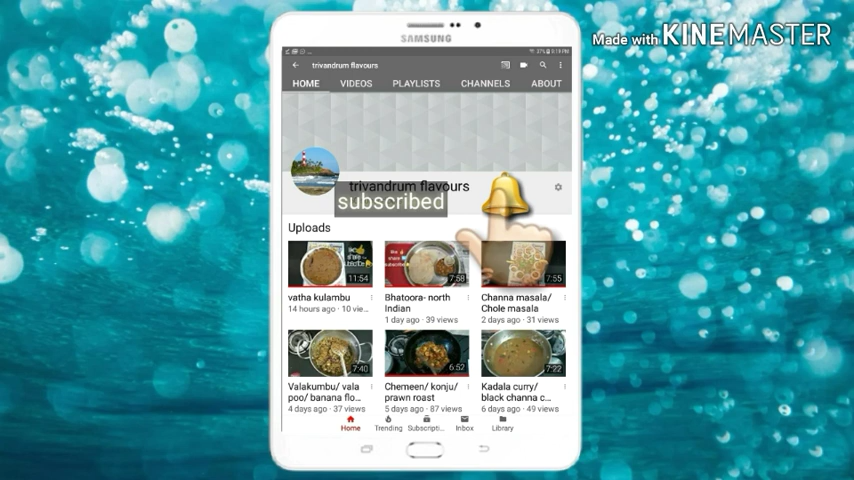 Made with KINEMASTER
SAMSUNG
trivandrum flavours
HOME VIDEOS PLAYLISTS CHANNELS ABOUT
trivandrum flavours
subscribed
Uploads
11:54
7:58
7:55
vatha kulambu
14 hours ago · 10 vie...
Bhatoora- north
Indian
1 day ago · 39 views
Channa masala/
Chole masala
2 days ago · 31 views
7:40
6:52
7:22
Valakumbu/ vala
poo/ banana flo...
4 days ago · 37 views
Chemeen/ konju/
prawn roast
5 days ago · 87 views
Kadala curry/
black channa c...
6 days ago · 49 views
Home Trending Subscripti... Inbox Library